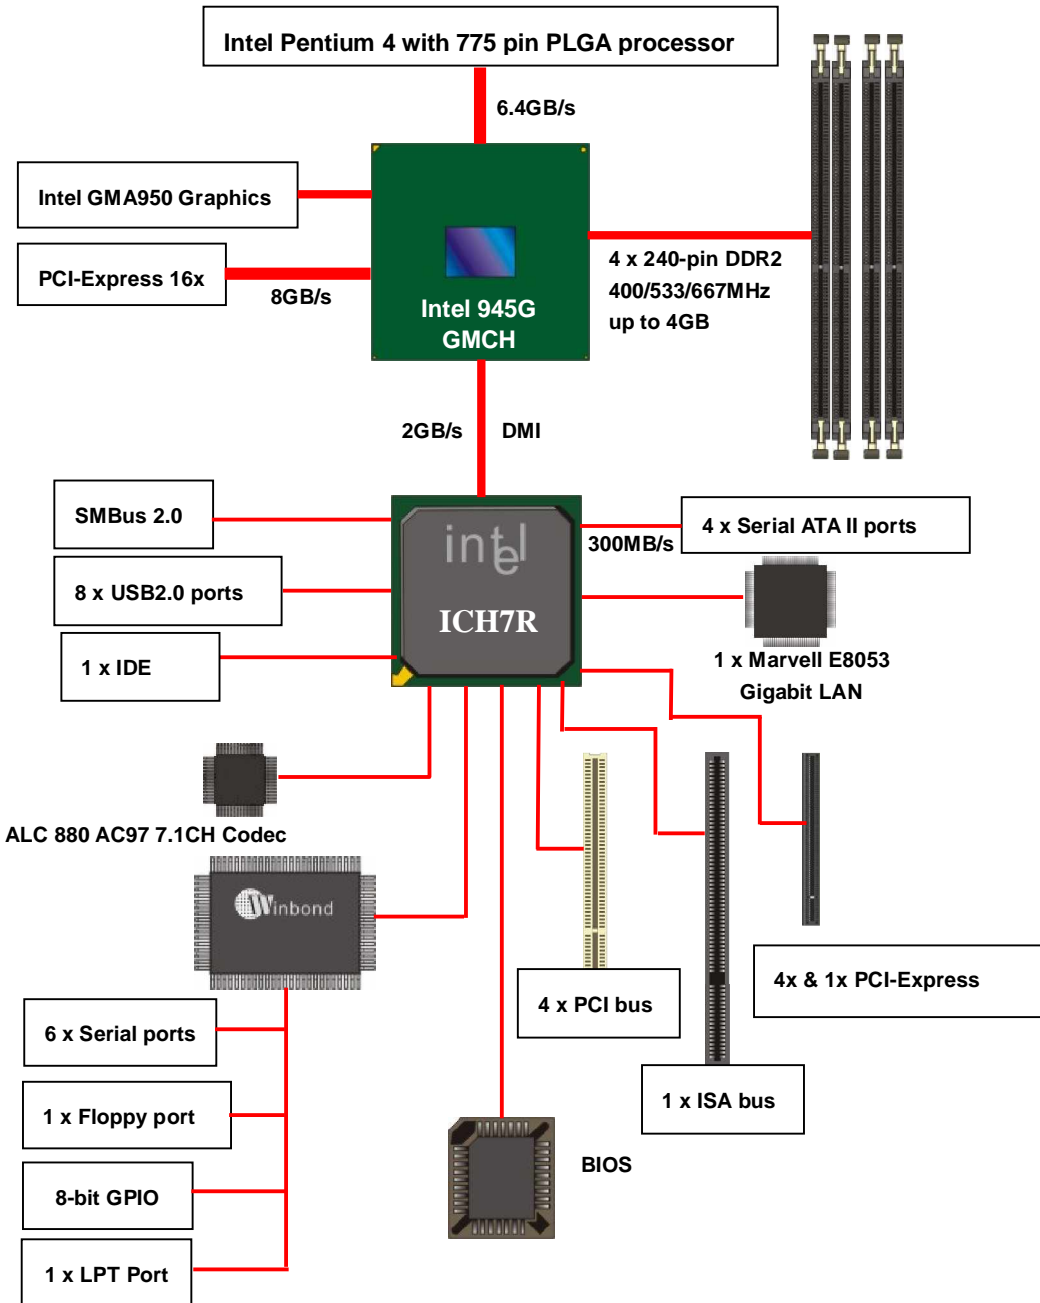 Intel Pentium 4 with 775 pin PLGA processor
6.4GB/s
Intel GMA950 Graphics
PCI-Express 16x
8GB/s
Intel 945G
GMCH
4 x 240-pin DDR2
400/533/667MHz
up to 4GB
2GB/s
DMI
SMBus 2.0
8 x USB2.0 ports
1 x IDE
intel
ICH7R
300MB/s
4 x Serial ATA II ports
1 x Marvell E8053
Gigabit LAN
ALC 880 AC97 7.1CH Codec
Winbond
4 x PCI bus
4x & 1x PCI-Express
1 x ISA bus
6 x Serial ports
1 x Floppy port
8-bit GPIO
1 x LPT Port
BIOS